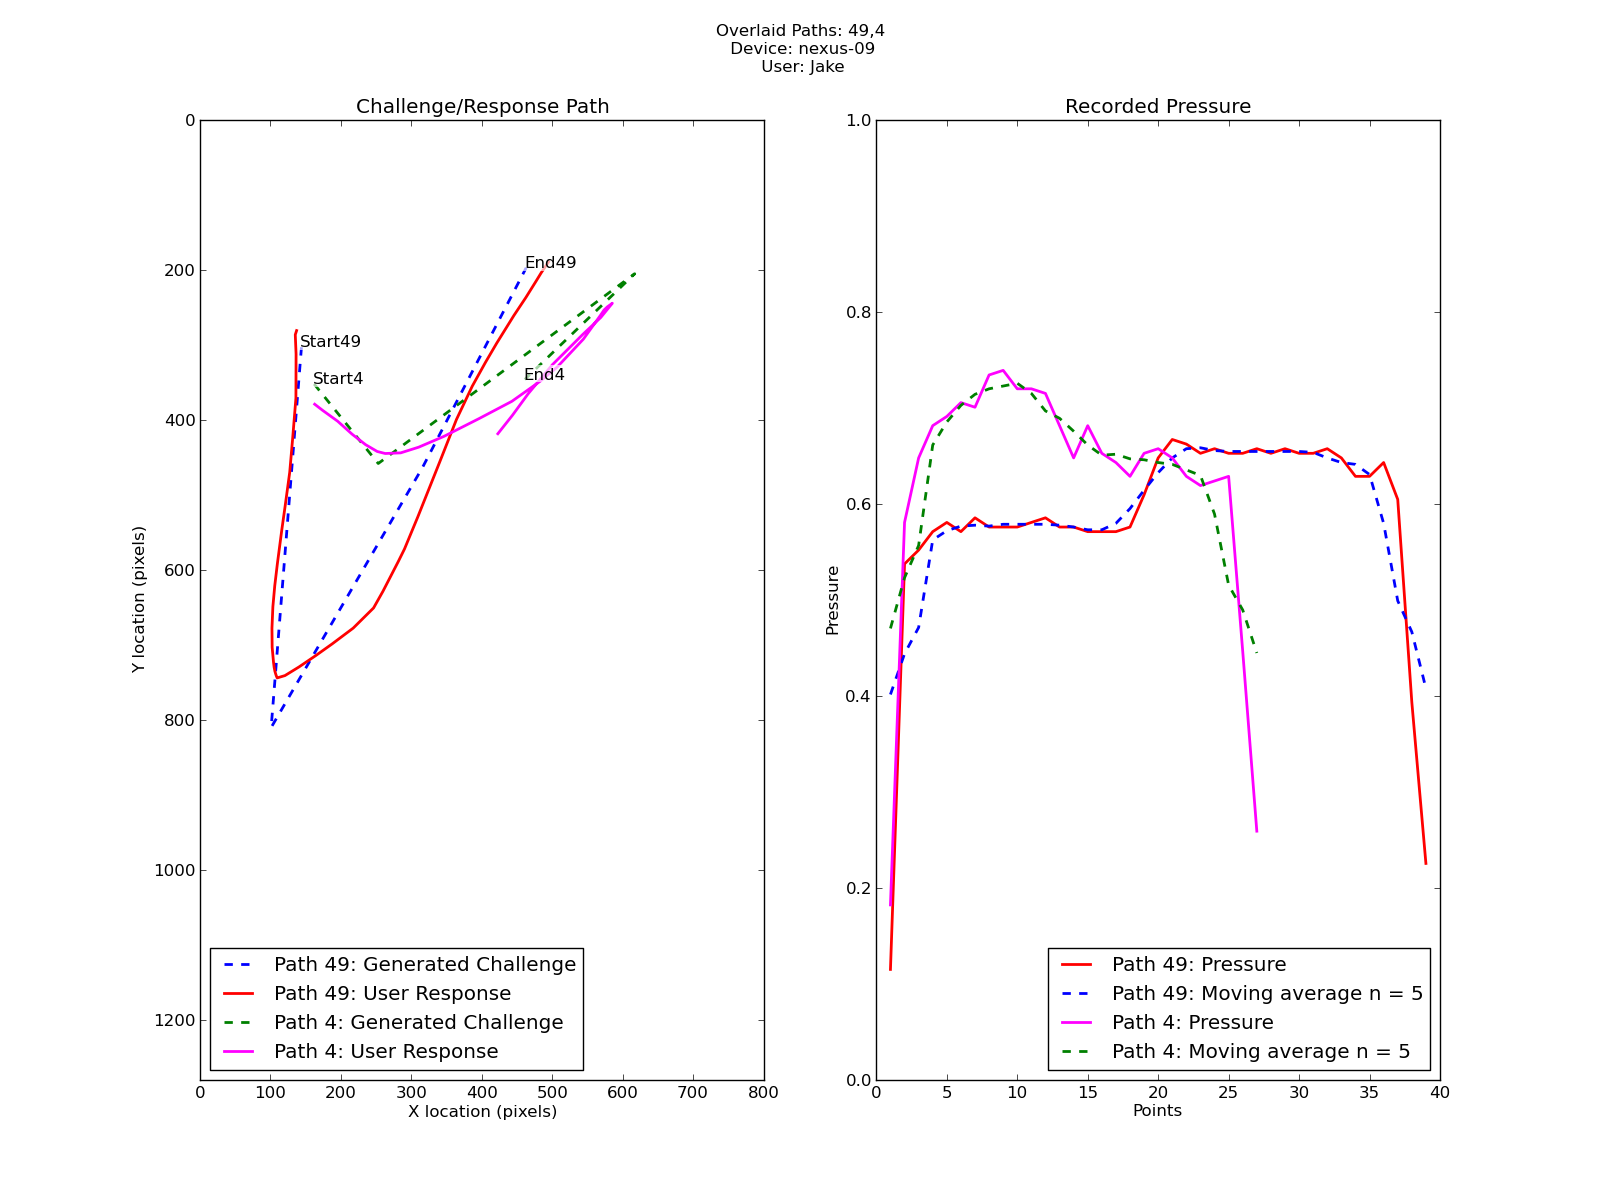 Overlaid Paths: 49,4
Device: nexus-09
User: Jake
Challenge/Response Path
0
200
400
600
800
1000
1200
Y location (pixels)
End49
Start49
Start4
End4
Path 49: Generated Challenge
Path 49: User Response
Path 4: Generated Challenge
Path 4: User Response
0 100 200 300 400 500 600 700 800
X location (pixels)
Recorded Pressure
1.0
0.8
0.6
0.4
0.2
0.0
Pressure
Path 49: Pressure
Path 49: Moving average n = 5
Path 4: Pressure
Path 4: Moving average n = 5
0 5 10 15 20 25 30 35 40
Points